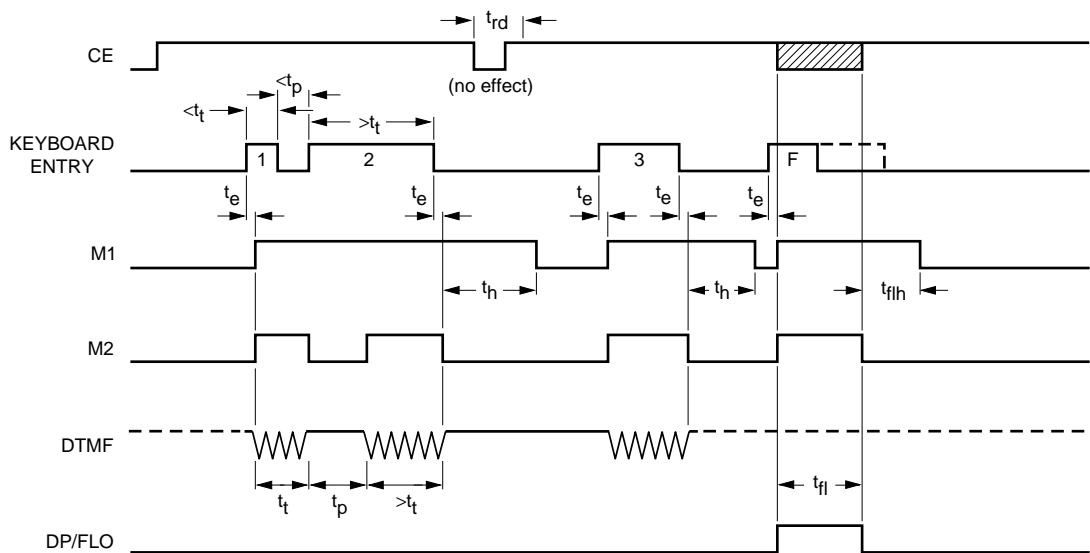 t_rd
CE
(no effect)
<t_p
<t_t
>t_t
KEYBOARD
ENTRY
1
2
3
F
t_e
t_e
t_e
t_e
t_e
M1
t_h
t_h
t_flh
M2
DTMF
t_t
t_p
>t_t
t_fl
DP/FLO